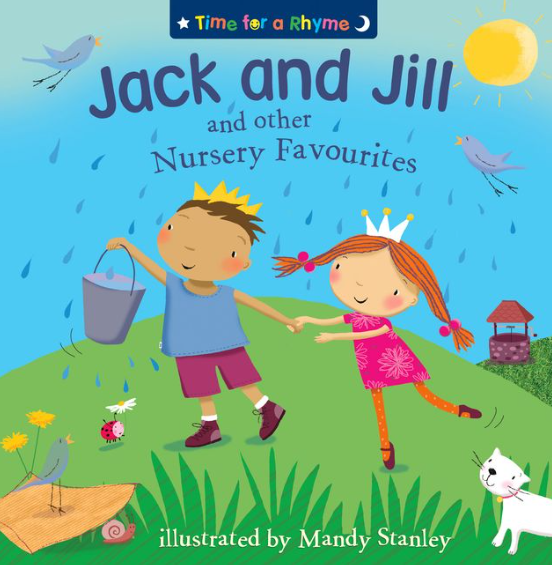 Time for a Rhyme
Jack and Jill
and other
Nursery Favourites
illustrated by Mandy Stanley